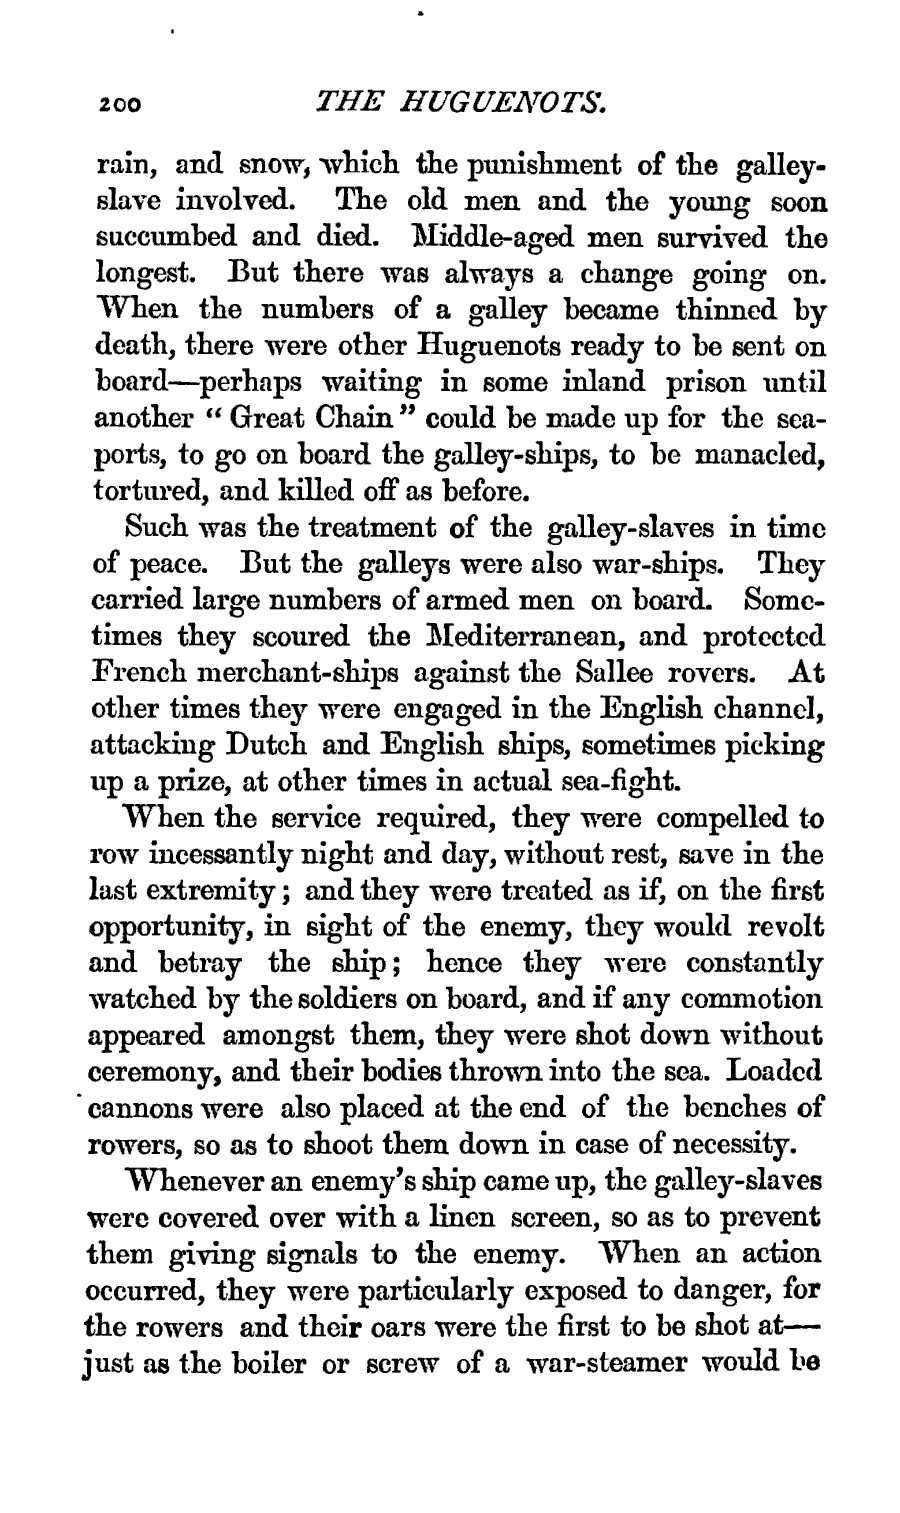 200 THE HUGUENOTS.
rain, and snow, which the punishment of the galley-
slave involved. The old men and the young soon
succumbed and died. Middle-aged men survived the
longest. But there was always a change going on.
When the numbers of a galley became thinned by
death, there were other Huguenots ready to be sent on
board—perhaps waiting in some inland prison until
another “ Great Chain ” could be made up for the sea-
ports, to go on board the galley-ships, to be manacled,
tortured, and killed off as before.
Such was the treatment of the galley-slaves in time
of peace. But the galleys were also war-ships. They
carried large numbers of armed men on board. Some-
times they scoured the Mediterranean, and protected
French merchant-ships against the Sallee rovers. At
other times they were engaged in the English channel,
attacking Dutch and English ships, sometimes picking
up a prize, at other times in actual sea-fight.
When the service required, they were compelled to
row incessantly night and day, without rest, save in the
last extremity ; and they were treated as if, on the first
opportunity, in sight of the enemy, they would revolt
and betray the ship ; hence they were constantly
watched by the soldiers on board, and if any commotion
appeared amongst them, they were shot down without
ceremony, and their bodies thrown into the sea. Loaded
cannons were also placed at the end of the benches of
rowers, so as to shoot them down in case of necessity.
Whenever an enemy’s ship came up, the galley-slaves
were covered over with a linen screen, so as to prevent
them giving signals to the enemy. When an action
occurred, they were particularly exposed to danger, for
the rowers and their oars were the first to be shot at—
just as the boiler or screw of a war-steamer would be